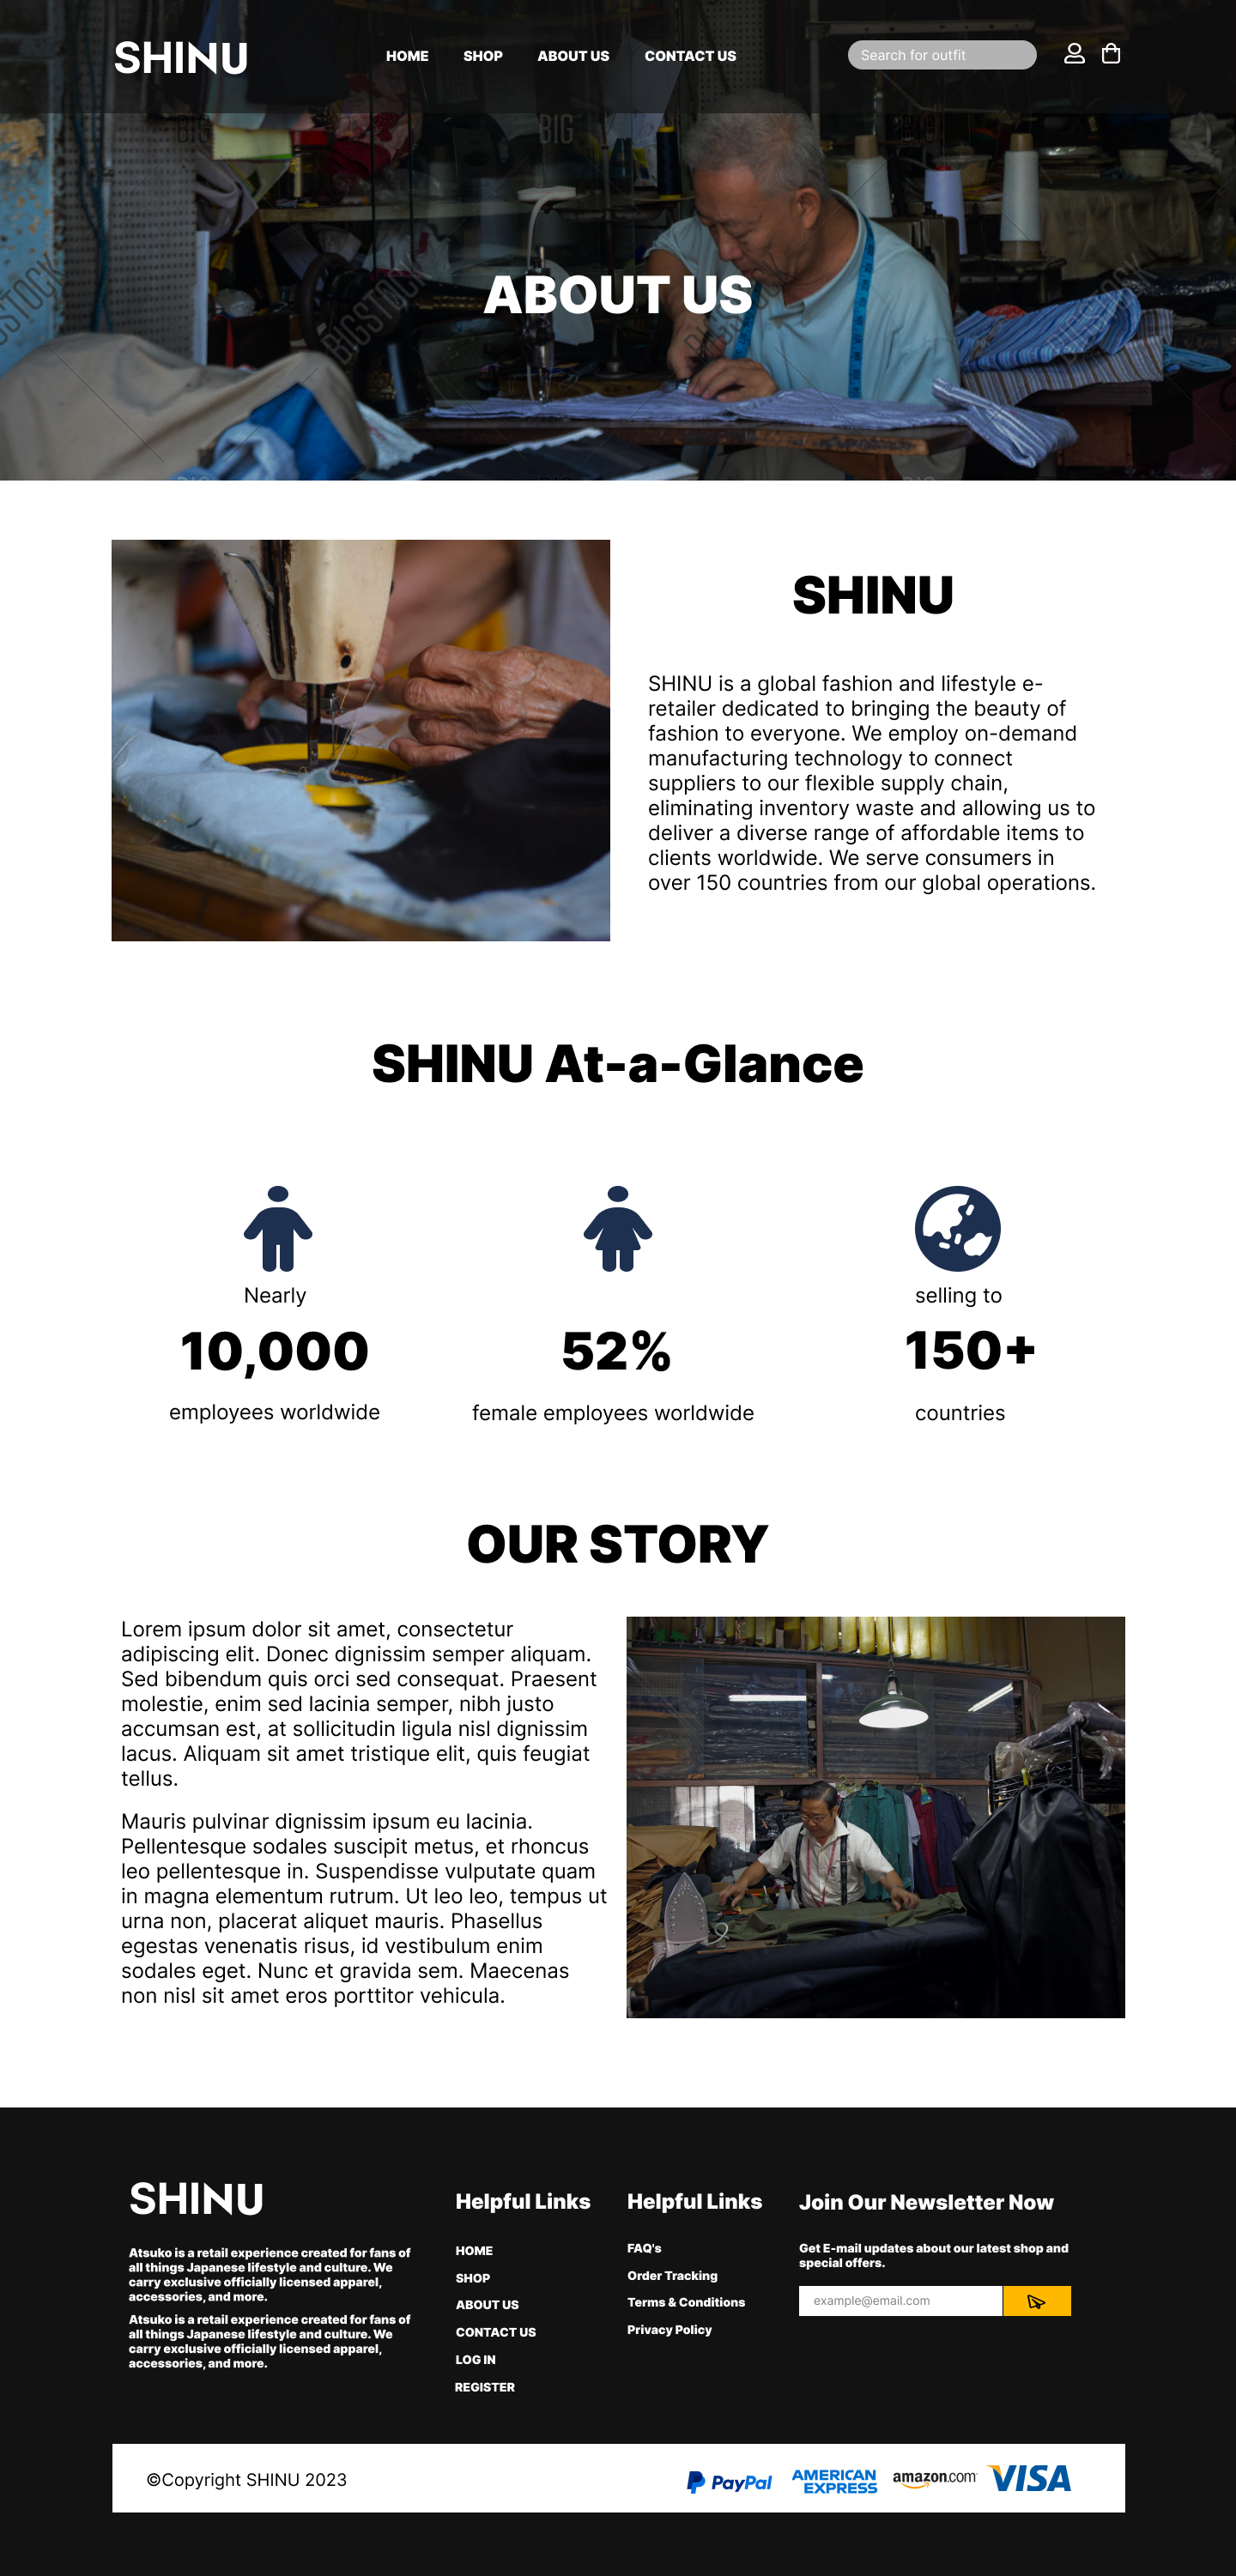 SHINU
HOME SHOP ABOUT US CONTACT US
Search for outfit
BIG BIG BIG
BIGSTOCK BIGSTOCK
ABOUT US
SHINU
SHINU is a global fashion and lifestyle e-
retailer dedicated to bringing the beauty of
fashion to everyone. We employ on-demand
manufacturing technology to connect
suppliers to our flexible supply chain,
eliminating inventory waste and allowing us to
deliver a diverse range of affordable items to
clients worldwide. We serve consumers in
over 150 countries from our global operations.
SHINU At-a-Glance
Nearly
10,000
employees worldwide
52%
female employees worldwide
selling to
150+
countries
OUR STORY
Lorem ipsum dolor sit amet, consectetur
adipiscing elit. Donec dignissim semper aliquam.
Sed bibendum quis orci sed consequat. Praesent
molestie, enim sed lacinia semper, nibh justo
accumsan est, at sollicitudin ligula nisl dignissim
lacus. Aliquam sit amet tristique elit, quis feugiat
tellus.
Mauris pulvinar dignissim ipsum eu lacinia.
Pellentesque sodales suscipit metus, et rhoncus
leo pellentesque in. Suspendisse vulputate quam
in magna elementum rutrum. Ut leo leo, tempus ut
urna non, placerat aliquet mauris. Phasellus
egestas venenatis risus, id vestibulum enim
sodales eget. Nunc et gravida sem. Maecenas
non nisl sit amet eros porttitor vehicula.
SHINU
Atsuko is a retail experience created for fans of
all things Japanese lifestyle and culture. We
carry exclusive officially licensed apparel,
accessories, and more.
Atsuko is a retail experience created for fans of
all things Japanese lifestyle and culture. We
carry exclusive officially licensed apparel,
accessories, and more.
Helpful Links
HOME
SHOP
ABOUT US
CONTACT US
LOG IN
REGISTER
Helpful Links
FAQ's
Order Tracking
Terms & Conditions
Privacy Policy
Join Our Newsletter Now
Get E-mail updates about our latest shop and
special offers.
example@email.com
©Copyright SHINU 2023
PayPal
AMERICAN
EXPRESS
amazon.com
VISA